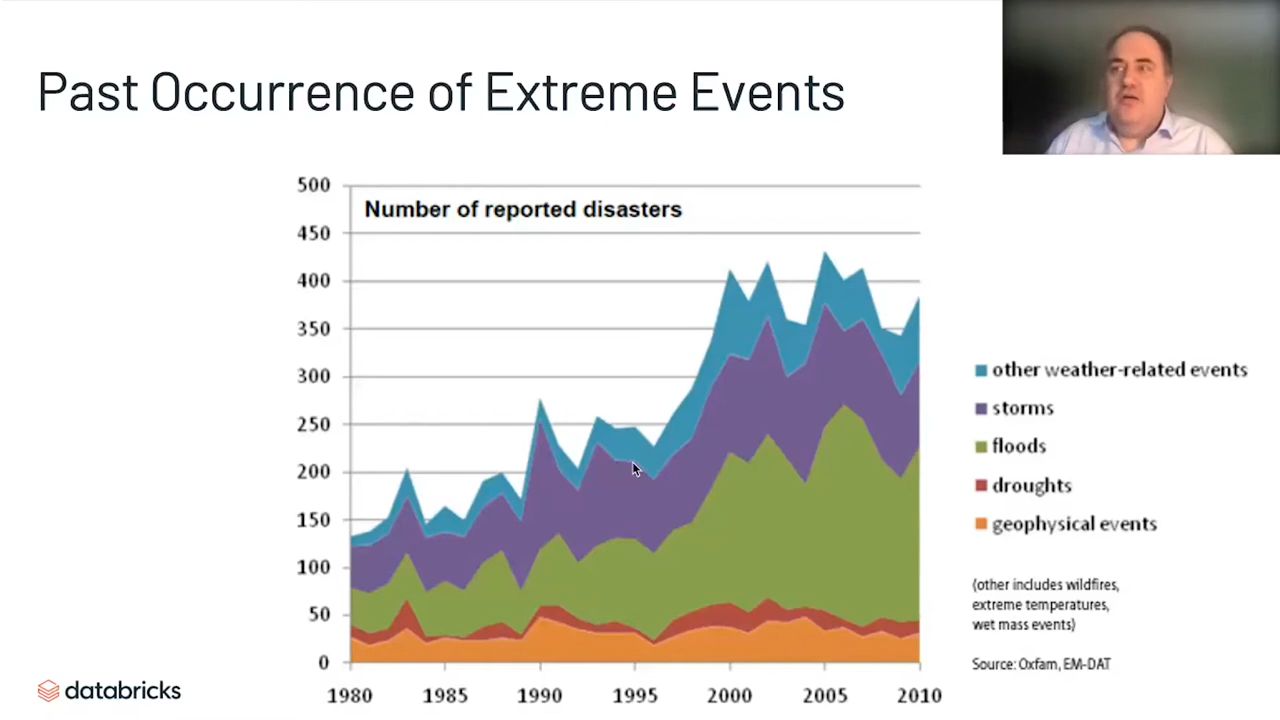 Past Occurrence of Extreme Events
Number of reported disasters
500
450
400
350
300
250
200
150
100
50
0
1980 1985 1990 1995 2000 2005 2010
other weather-related events
storms
floods
droughts
geophysical events
(other includes wildfires,
extreme temperatures,
wet mass events)
Source: Oxfam, EM-DAT
databricks